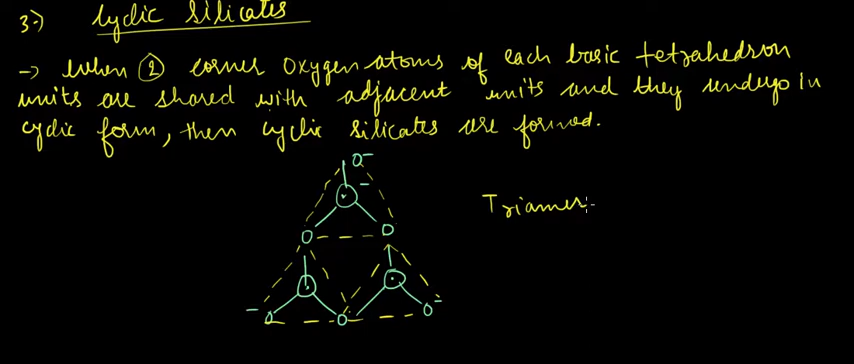 3.) Cyclic Silicates
→ When 2 corner oxygen atoms of each basic tetrahedron
units are shared with adjacent units and they undergo in
cyclic form, then cyclic silicates are formed.
O⁻
–
O O
Triamer
– O O O –